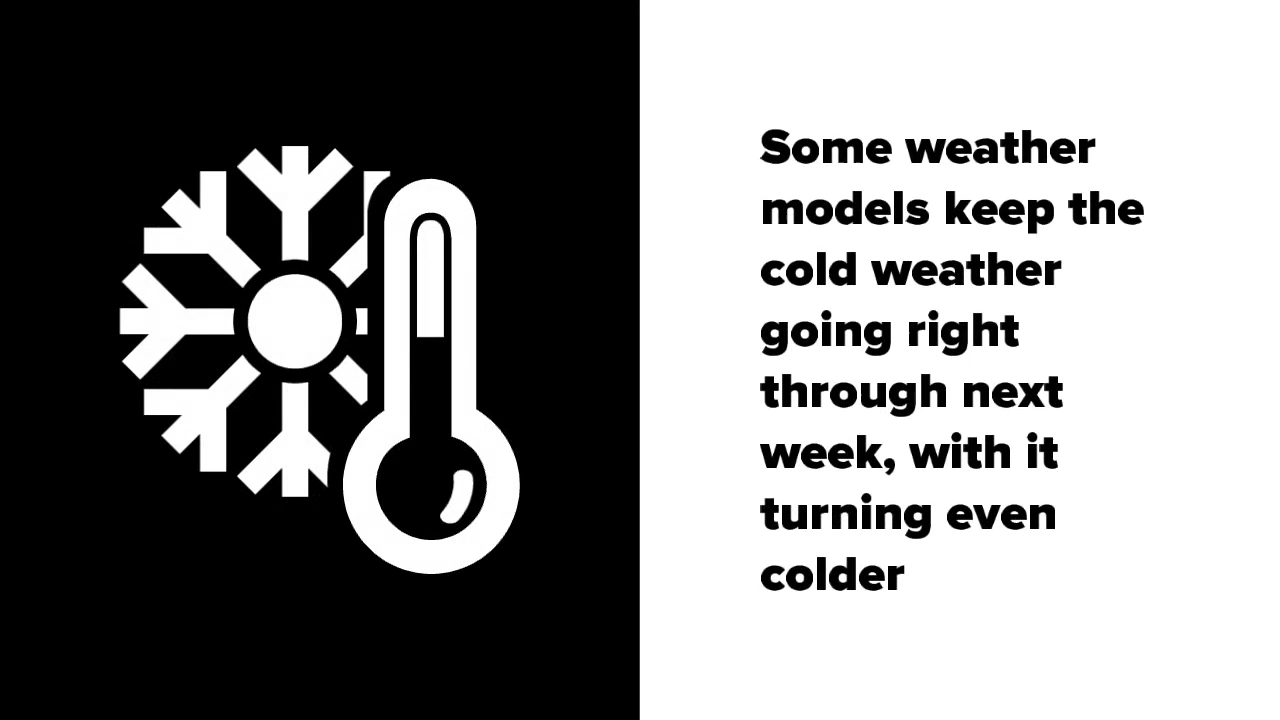 Some weather
models keep the
cold weather
going right
through next
week, with it
turning even
colder